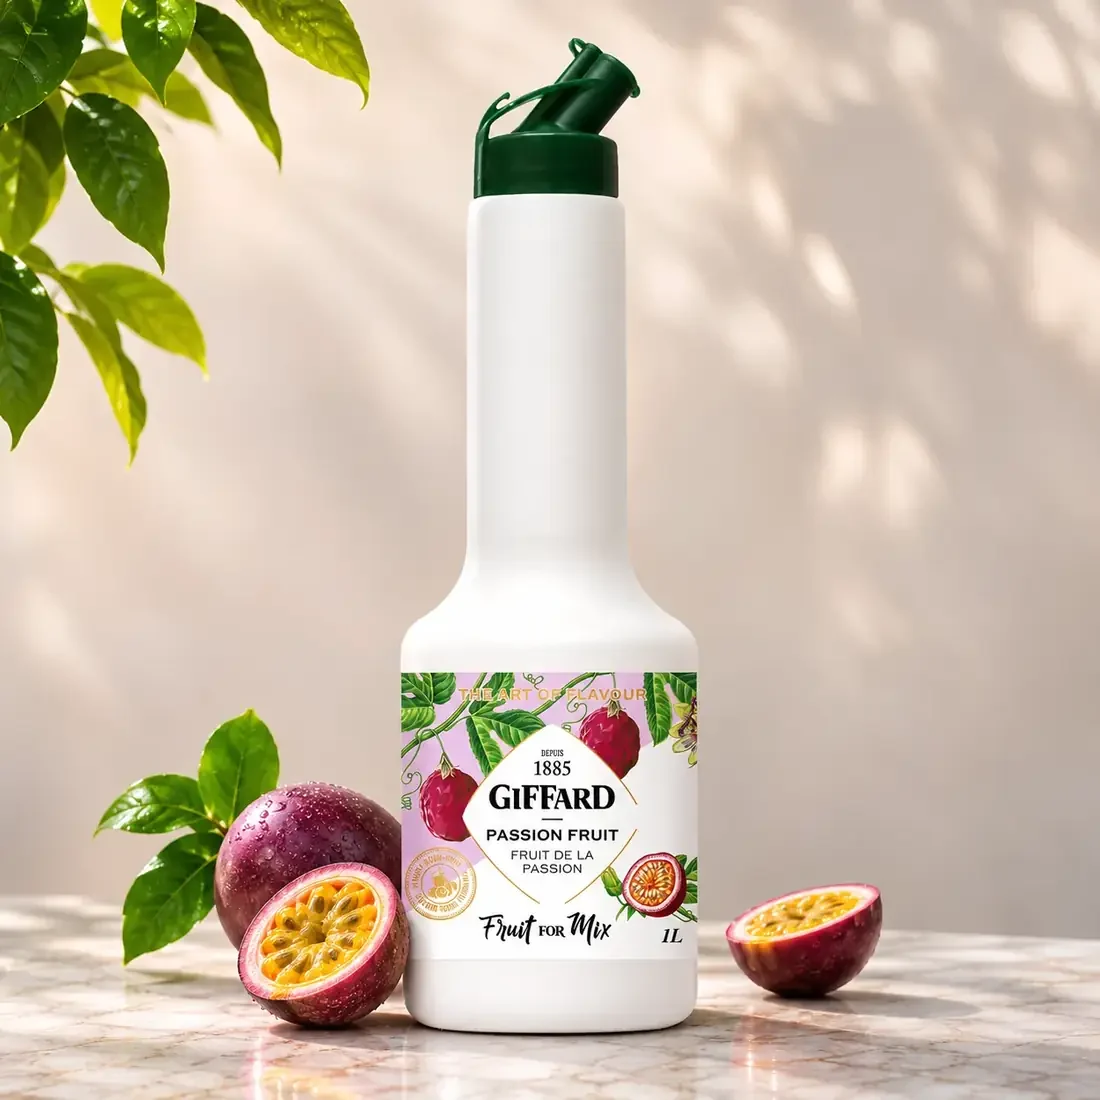 THE ART OF FLAVOUR
DEPUIS
1885
GIFFARD
PASSION FRUIT
FRUIT DE LA
PASSION
Fruit FOR Mix
1L